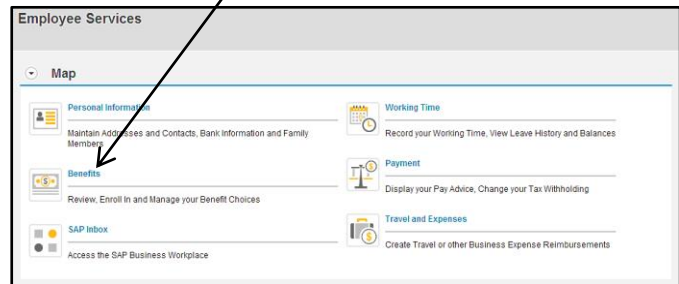 Employee Services
Map
Personal Information
Maintain Addresses and Contacts, Bank Information and Family
Members
Benefits
Review, Enroll In and Manage your Benefit Choices
SAP Inbox
Access the SAP Business Workplace
Working Time
Record your Working Time, View Leave History and Balances
Payment
Display your Pay Advice, Change your Tax Withholding
Travel and Expenses
Create Travel or other Business Expense Reimbursements